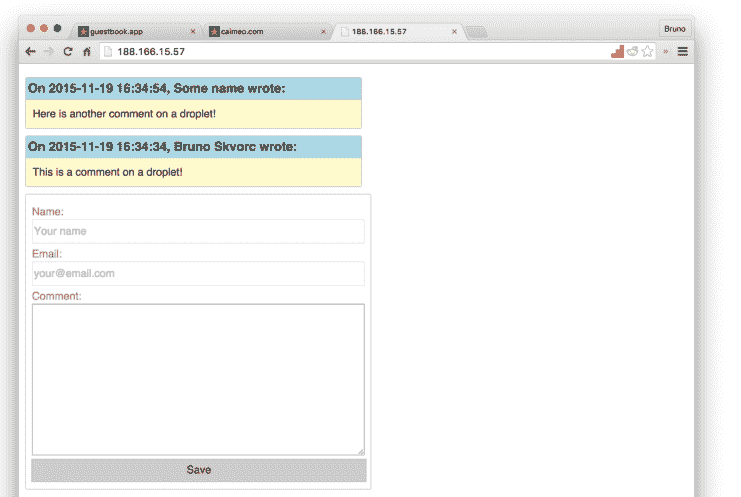 guestbook.app
caimeo.com
188.166.15.57
Bruno
188.166.15.57
On 2015-11-19 16:34:54, Some name wrote:
Here is another comment on a droplet!
On 2015-11-19 16:34:34, Bruno Skvorc wrote:
This is a comment on a droplet!
Name:
Your name
Email:
your@email.com
Comment:
Save